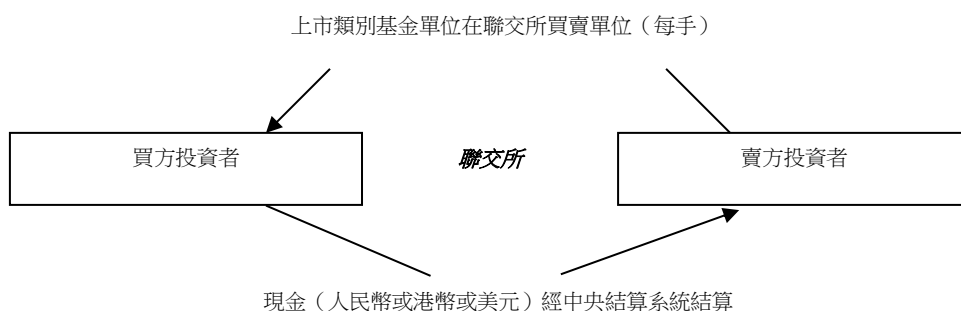 上市類別基金單位在聯交所買賣單位（每手）
買方投資者
聯交所
賣方投資者
現金（人民幣或港幣或美元）經中央結算系統結算